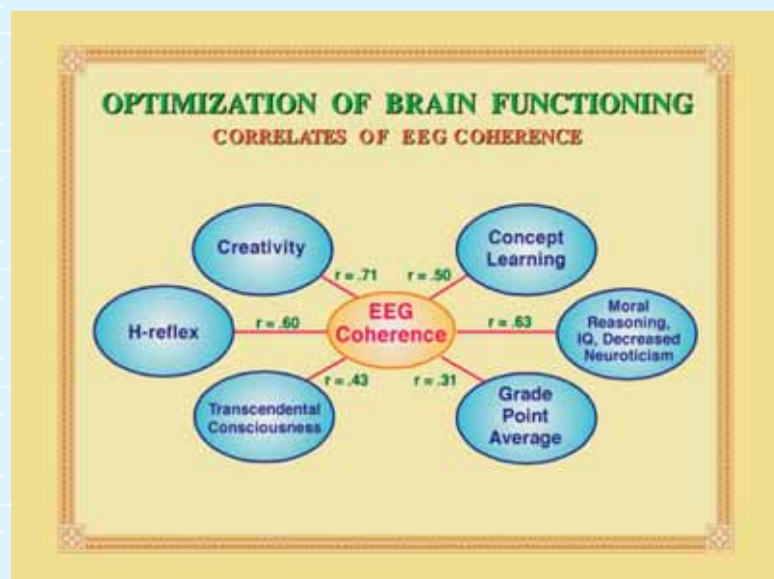 OPTIMIZATION OF BRAIN FUNCTIONING
CORRELATES OF EEG COHERENCE
Creativity
Concept
Learning
r = .71
r = .50
H-reflex
r = .60
EEG
Coherence
r = .63
Moral
Reasoning,
IQ, Decreased
Neuroticism
Transcendental
Consciousness
r = .43
r = .31
Grade
Point
Average